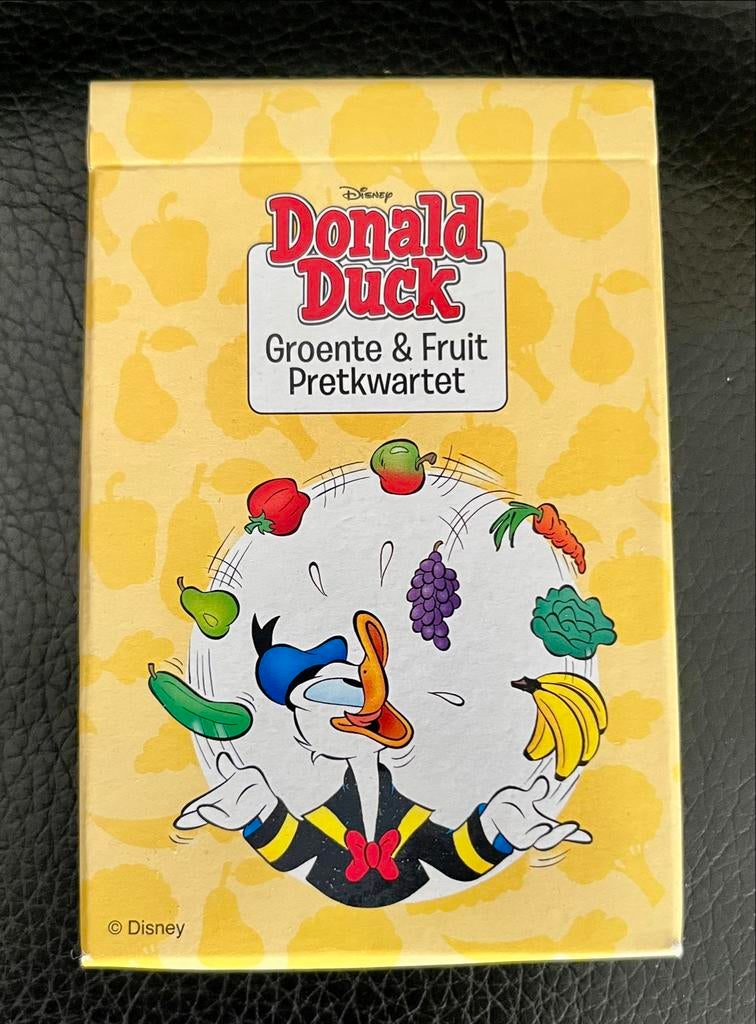 Disney
Donald
Duck
Groente & Fruit
Pretkwartet
© Disney